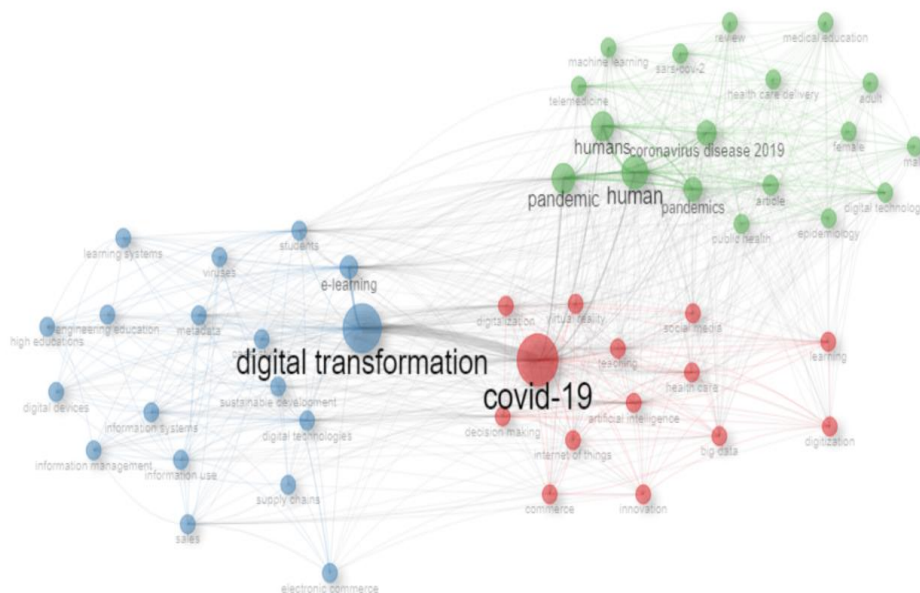 review
medical education
machine learning
sars-cov-2
health care delivery
adult
telemedicine
humans
coronavirus disease 2019
female
pandemic
human
pandemics
article
digital technology
public health
epidemiology
students
learning systems
viruses
e-learning
digitalization
virtual reality
social media
high educations
engineering education
metadata
digital transformation
teaching
learning
covid-19
health care
digital devices
sustainable development
artificial intelligence
information systems
digital technologies
decision making
big data
digitization
information management
information use
internet of things
supply chains
commerce
innovation
sales
electronic commerce